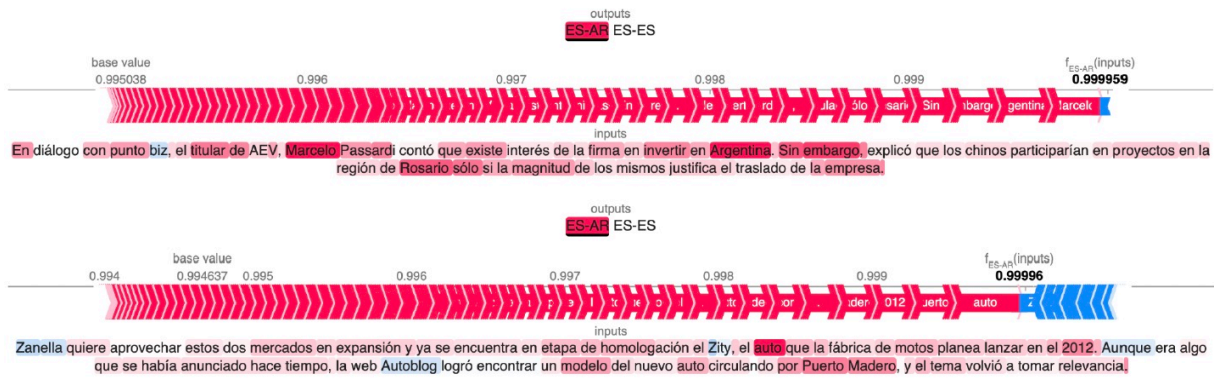 outputs
ES-AR ES-ES
base value
f ES-AR(inputs)
0.995038 0.996 0.997 0.998 0.999 0.999959
sólo Sin embargo
inputs
En diálogo con punto biz, el titular de AEV, Marcelo Passardi contó que existe interés de la firma en invertir en Argentina. Sin embargo, explicó que los chinos participarían en proyectos en la
región de Rosario sólo si la magnitud de los mismos justifica el traslado de la empresa.
outputs
ES-AR ES-ES
base value
f ES-AR(inputs)
0.994 0.994637 0.995 0.996 0.997 0.998 0.999 0.99996
auto
inputs
Zanella quiere aprovechar estos dos mercados en expansión y ya se encuentra en etapa de homologación el Zity, el auto que la fábrica de motos planea lanzar en el 2012. Aunque era algo
que se había anunciado hace tiempo, la web Autoblog logró encontrar un modelo del nuevo auto circulando por Puerto Madero, y el tema volvió a tomar relevancia.